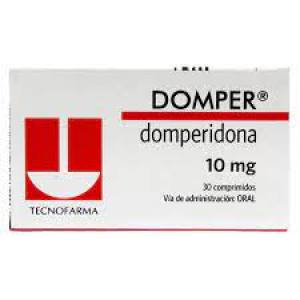 DOMPER®
domperidona
10 mg
30 comprimidos
Vía de administración: ORAL
TECNOFARMA